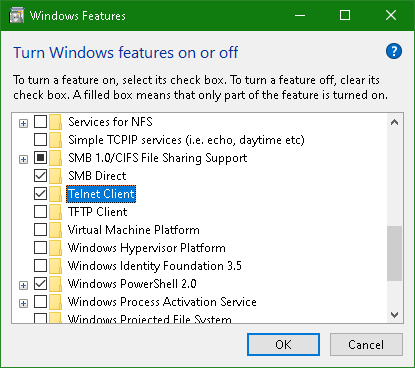 Windows Features
Turn Windows features on or off
?
To turn a feature on, select its check box. To turn a feature off, clear its
check box. A filled box means that only part of the feature is turned on.
Services for NFS
Simple TCPIP services (i.e. echo, daytime etc)
SMB 1.0/CIFS File Sharing Support
SMB Direct
Telnet Client
TFTP Client
Virtual Machine Platform
Windows Hypervisor Platform
Windows Identity Foundation 3.5
Windows PowerShell 2.0
Windows Process Activation Service
Windows Projected File System
OK
Cancel